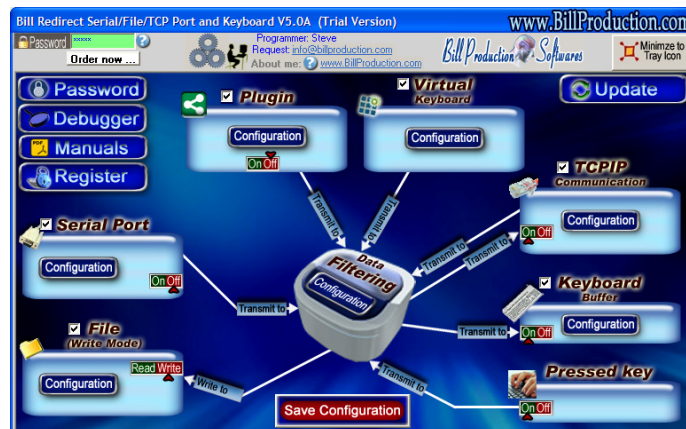 Bill Redirect Serial/File/TCP Port and Keyboard V5.0A (Trial Version)
www.BillProduction.com
Password xxxxx
Order now ...
Programmer: Steve
Request: info@billproduction.com
About me: www.BillProduction.com
Bill Production Softwares
Minimze to
Tray Icon
Password
Debugger
Manuals
Register
Plugin
Configuration
On Off
Virtual
Keyboard
Configuration
Update
TCPIP
Communication
Configuration
On Off
Serial Port
Configuration
On Off
Transmit to
Transmit to
Transmit to
Transmit to
Transmit to
Data
Filtering
Configuration
Keyboard
Buffer
Configuration
On Off
Transmit to
File
(Write Mode)
Read Write
Configuration
Write to
Transmit to
Pressed key
On Off
Save Configuration